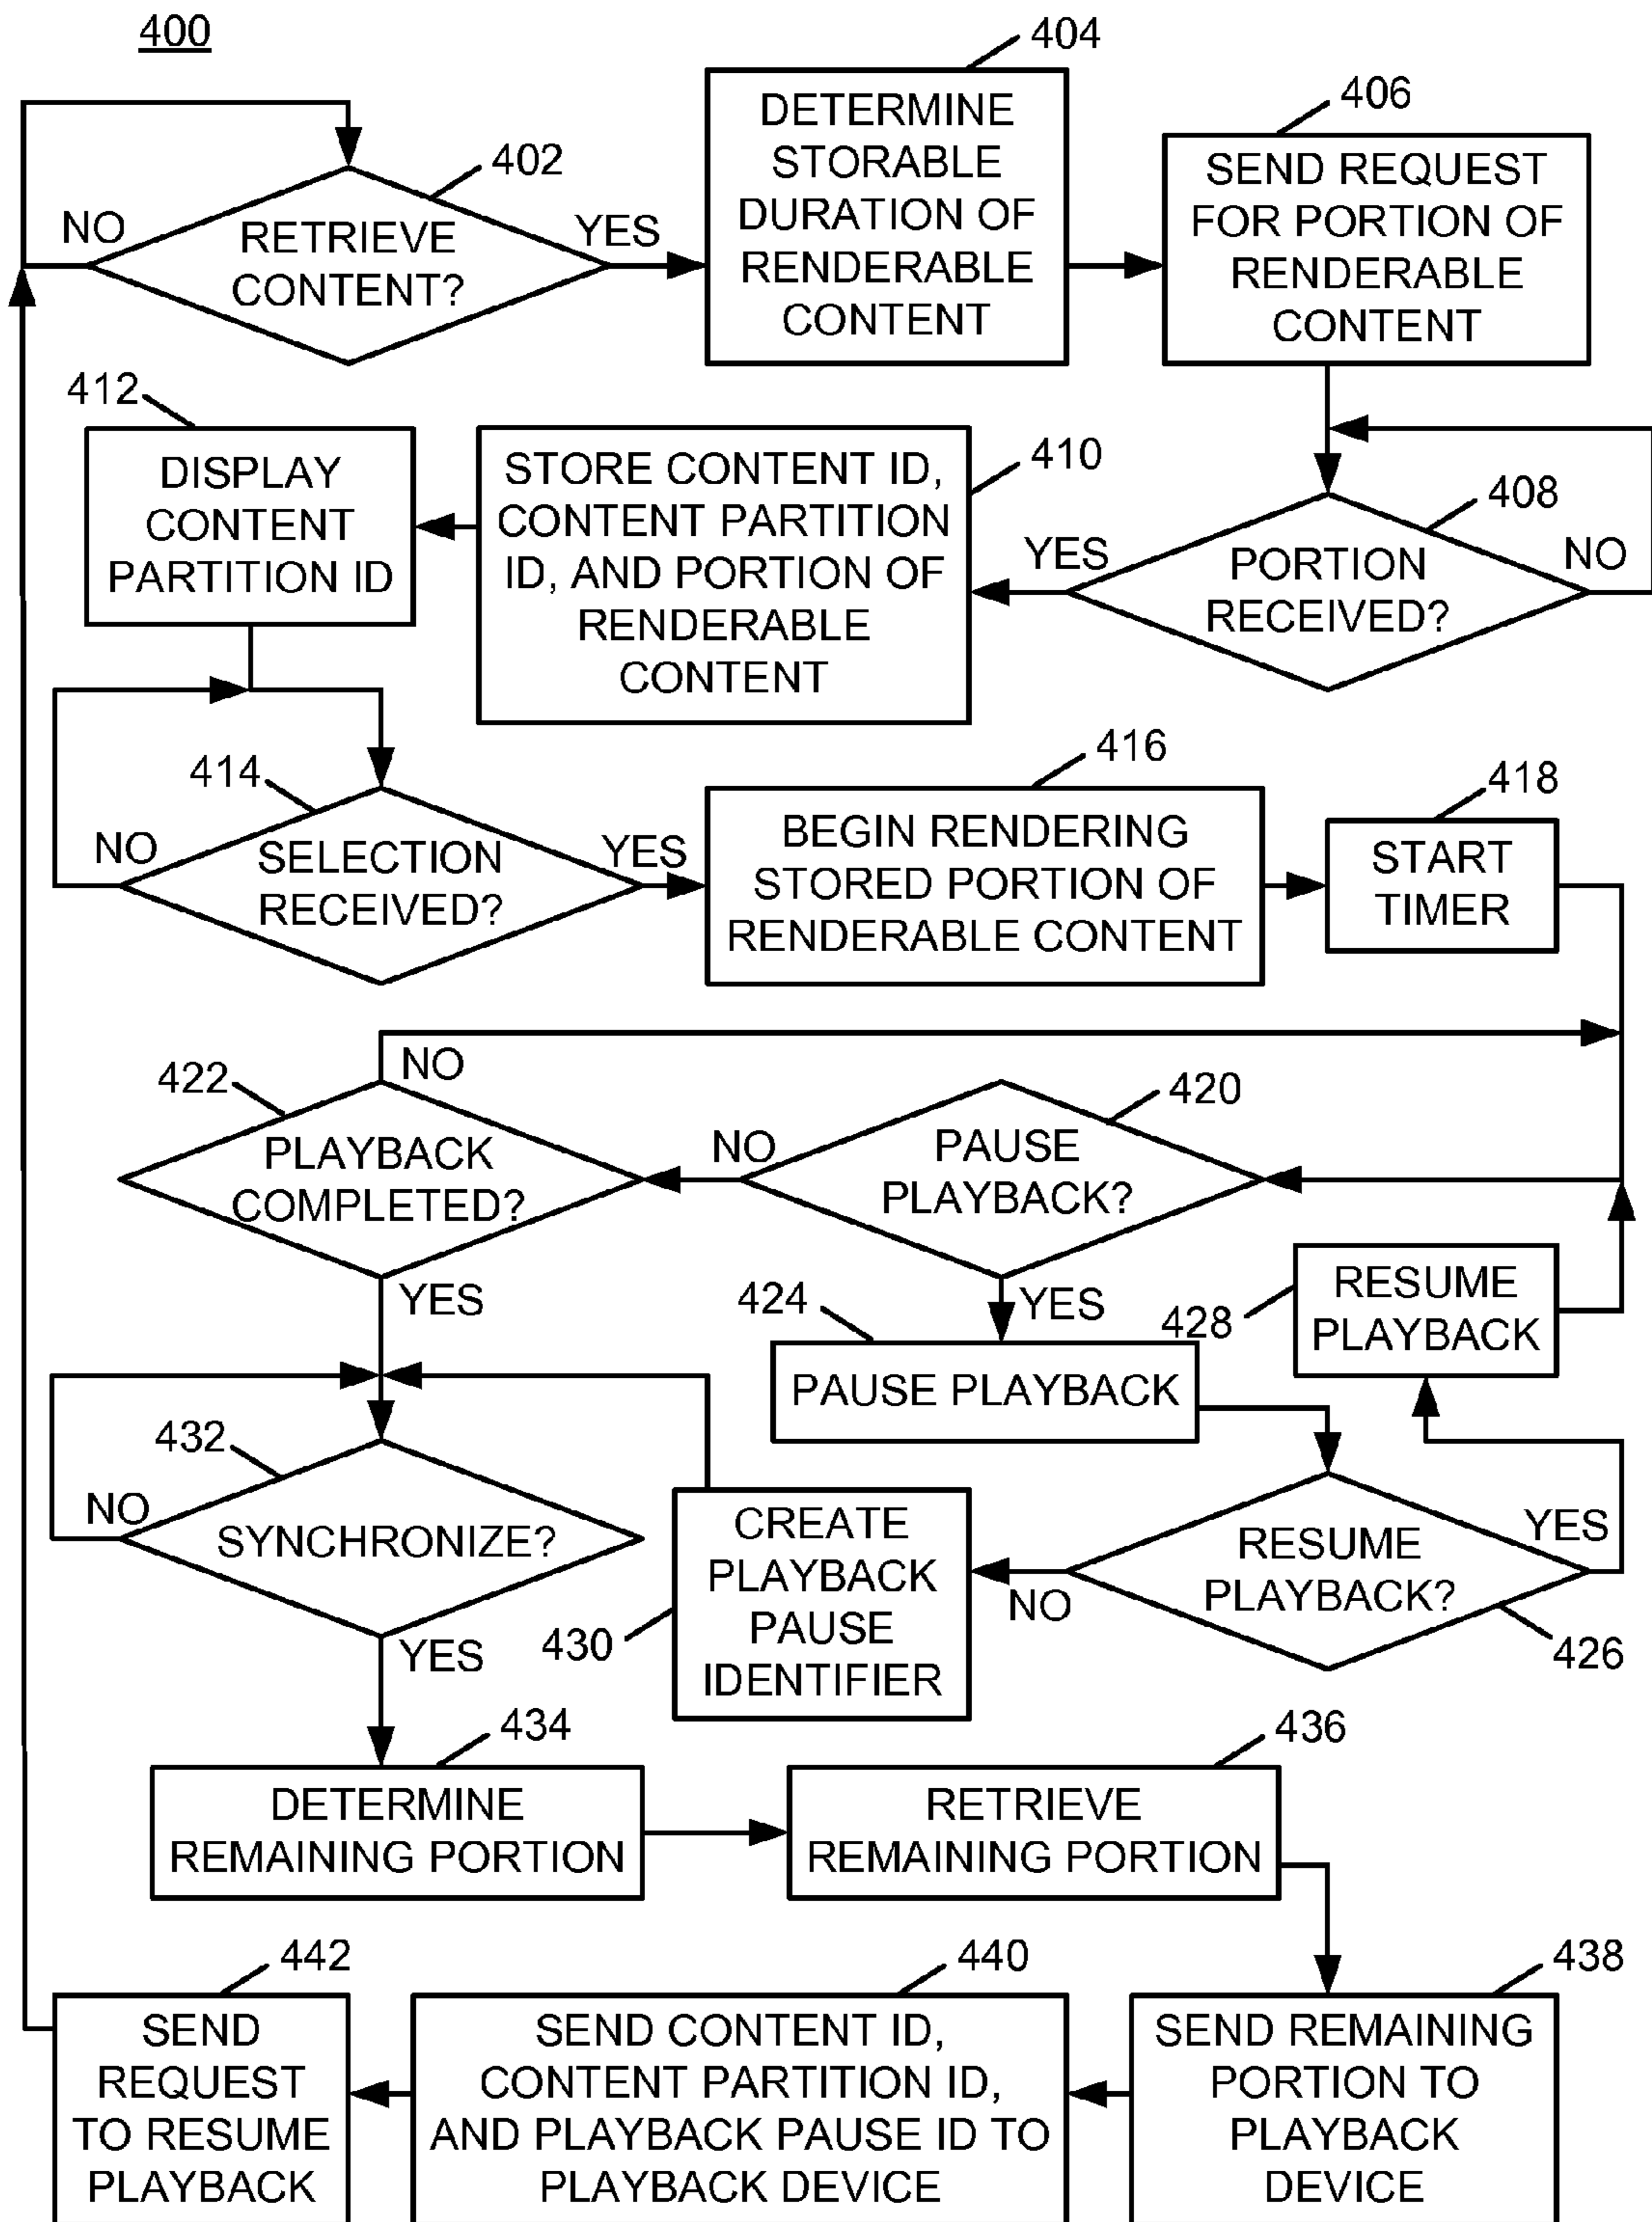 400
402
RETRIEVE
CONTENT?
NO
YES
404
DETERMINE
STORABLE
DURATION OF
RENDERABLE
CONTENT
406
SEND REQUEST
FOR PORTION OF
RENDERABLE
CONTENT
408
PORTION
RECEIVED?
YES
NO
410
STORE CONTENT ID,
CONTENT PARTITION
ID, AND PORTION OF
RENDERABLE
CONTENT
412
DISPLAY
CONTENT
PARTITION ID
414
SELECTION
RECEIVED?
NO
YES
416
BEGIN RENDERING
STORED PORTION OF
RENDERABLE CONTENT
418
START
TIMER
420
PAUSE
PLAYBACK?
NO
YES
422
PLAYBACK
COMPLETED?
NO
YES
424
PAUSE PLAYBACK
426
RESUME
PLAYBACK?
YES
NO
428
RESUME
PLAYBACK
430
CREATE
PLAYBACK
PAUSE
IDENTIFIER
432
SYNCHRONIZE?
NO
YES
434
DETERMINE
REMAINING PORTION
436
RETRIEVE
REMAINING PORTION
438
SEND REMAINING
PORTION TO
PLAYBACK
DEVICE
440
SEND CONTENT ID,
CONTENT PARTITION ID,
AND PLAYBACK PAUSE ID TO
PLAYBACK DEVICE
442
SEND
REQUEST
TO RESUME
PLAYBACK